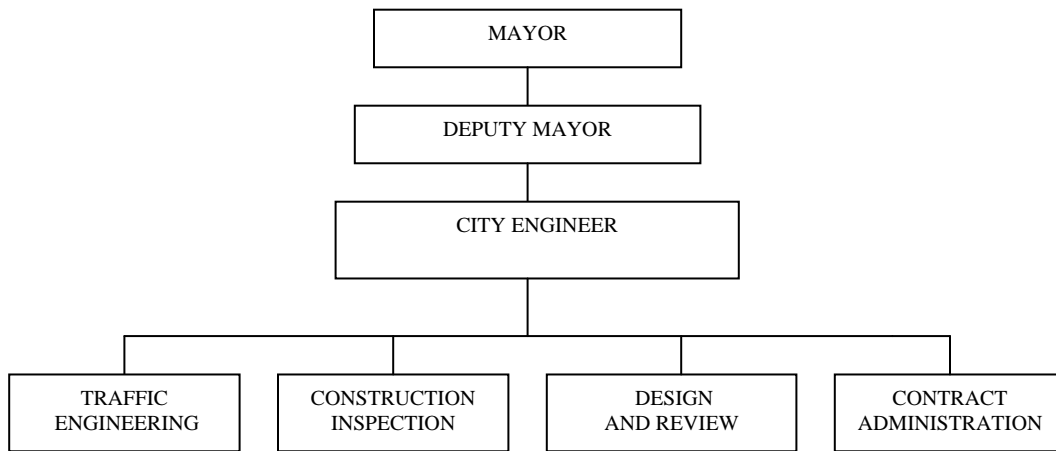 MAYOR
DEPUTY MAYOR
CITY ENGINEER
TRAFFIC
ENGINEERING
CONSTRUCTION
INSPECTION
DESIGN
AND REVIEW
CONTRACT
ADMINISTRATION